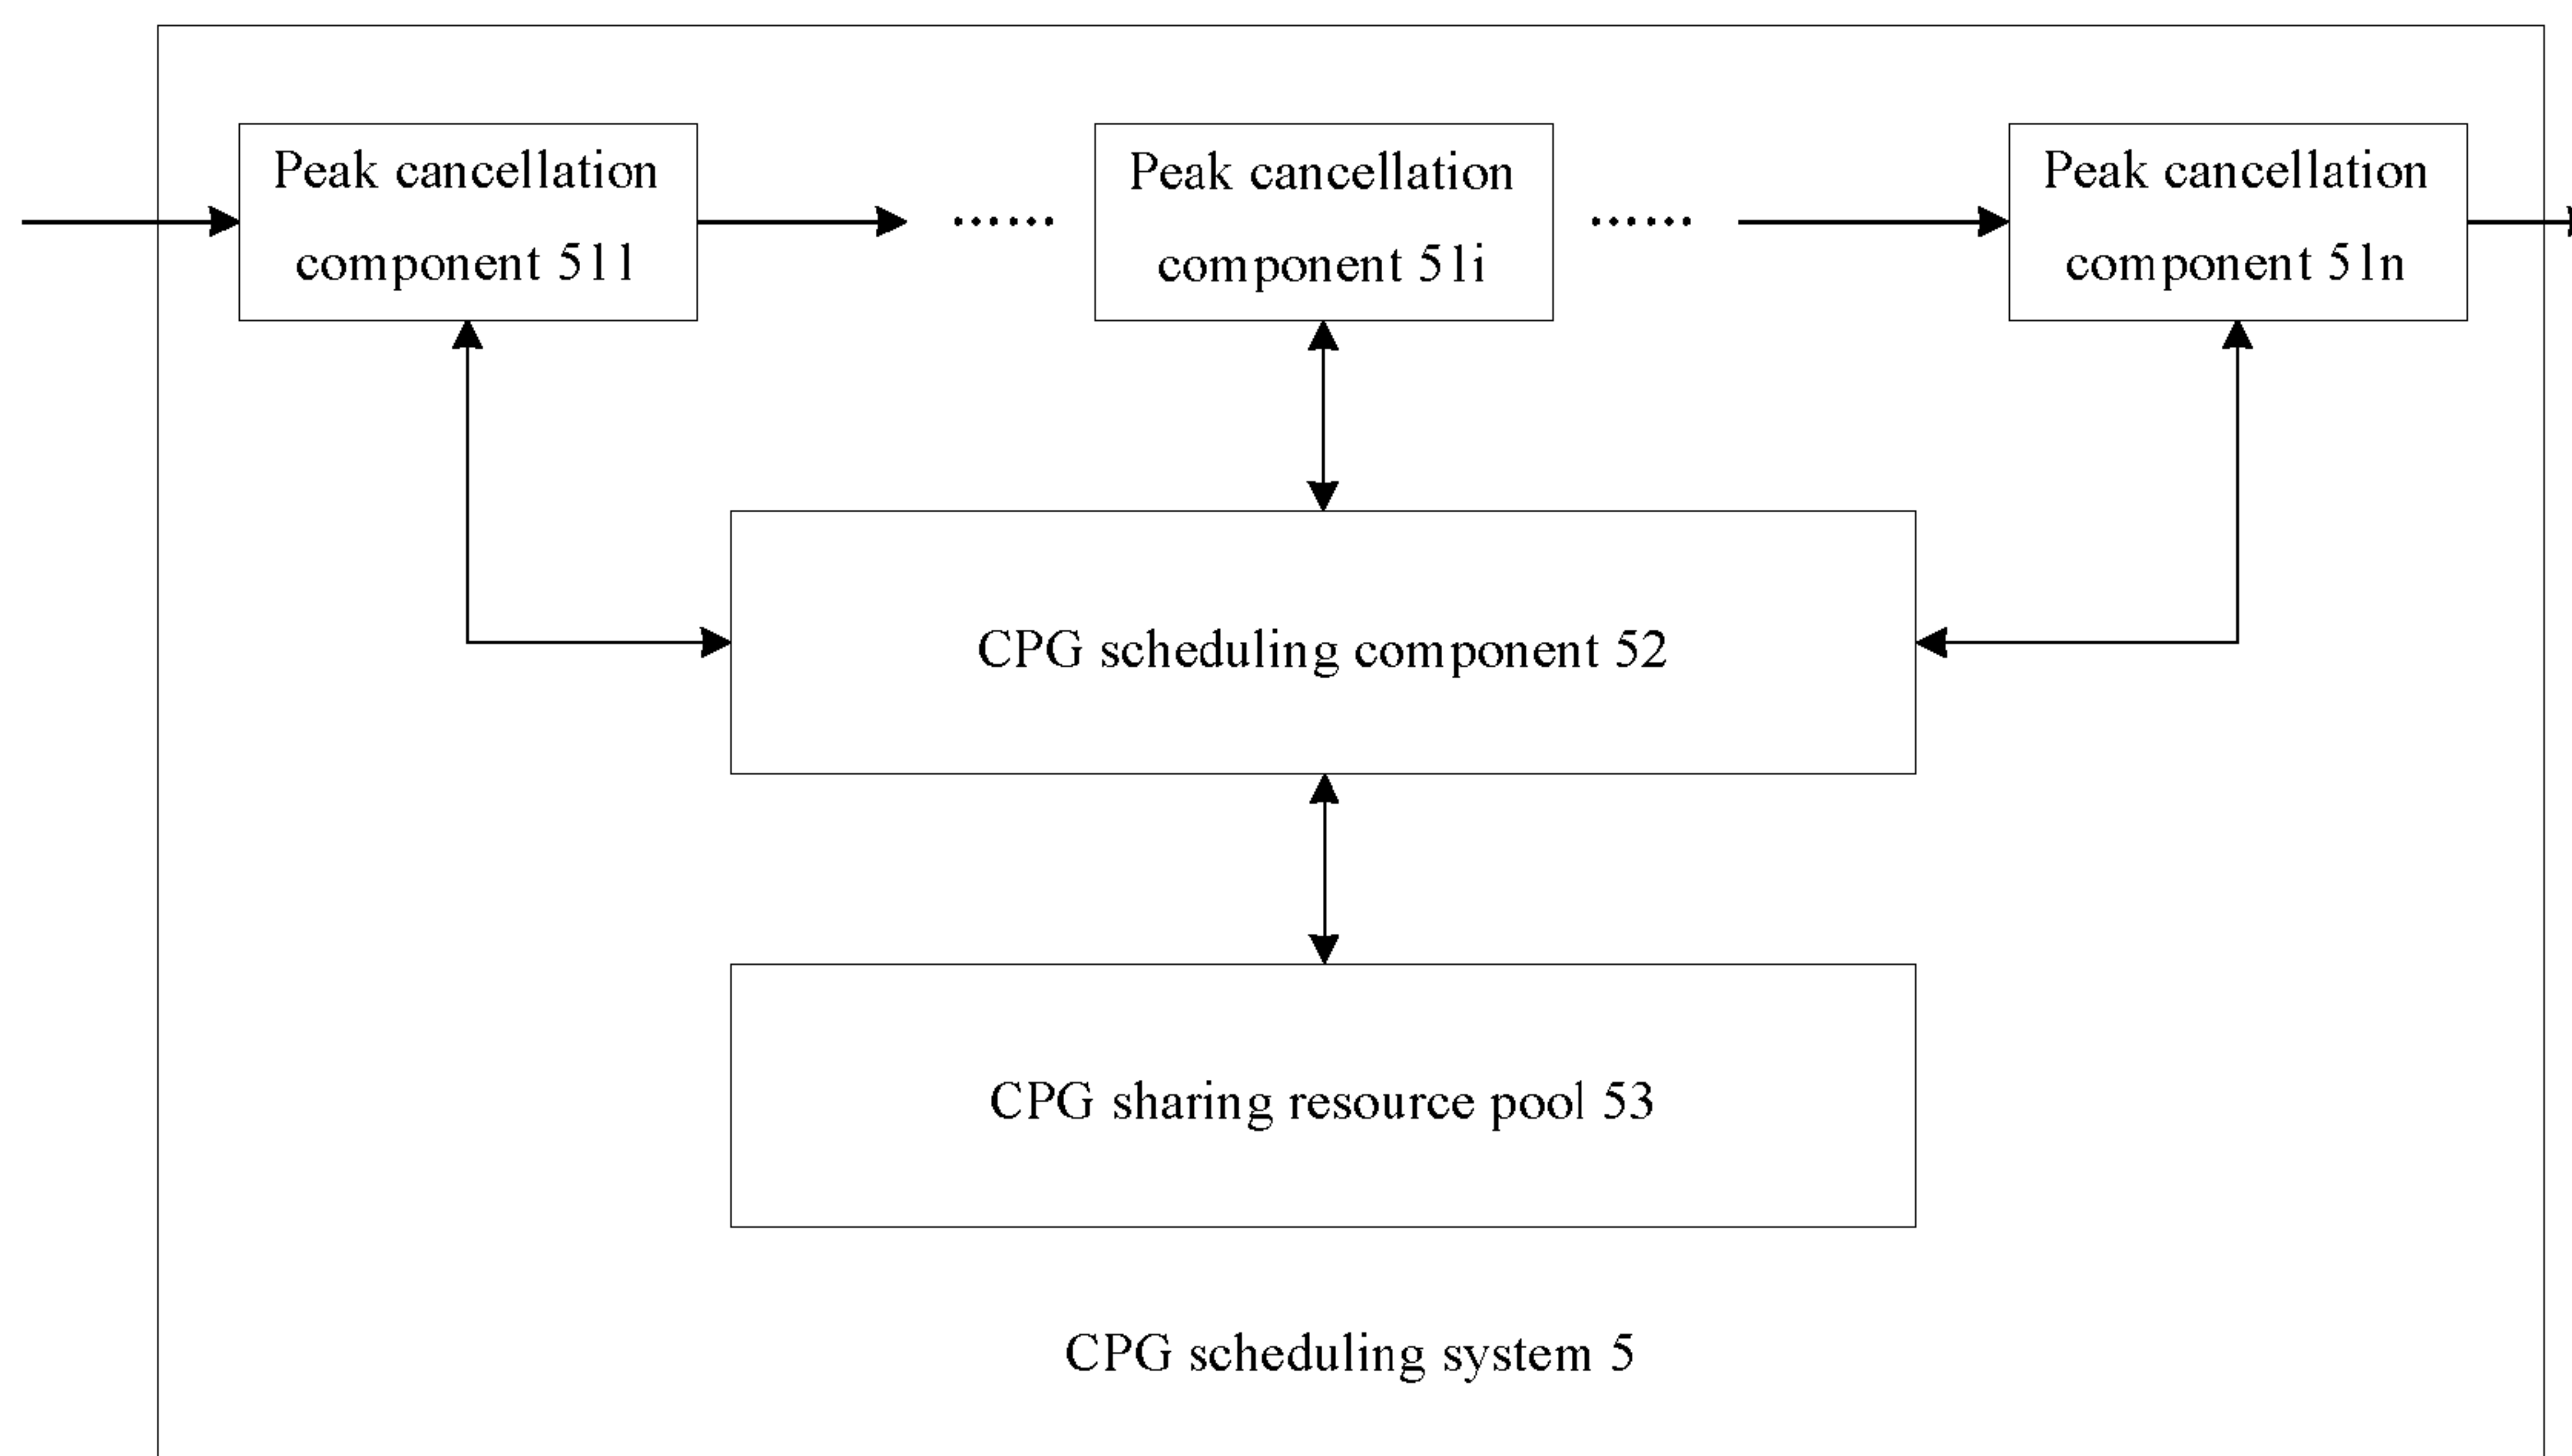 Peak cancellation
component 511
......
Peak cancellation
component 51i
......
Peak cancellation
component 51n
CPG scheduling component 52
CPG sharing resource pool 53
CPG scheduling system 5